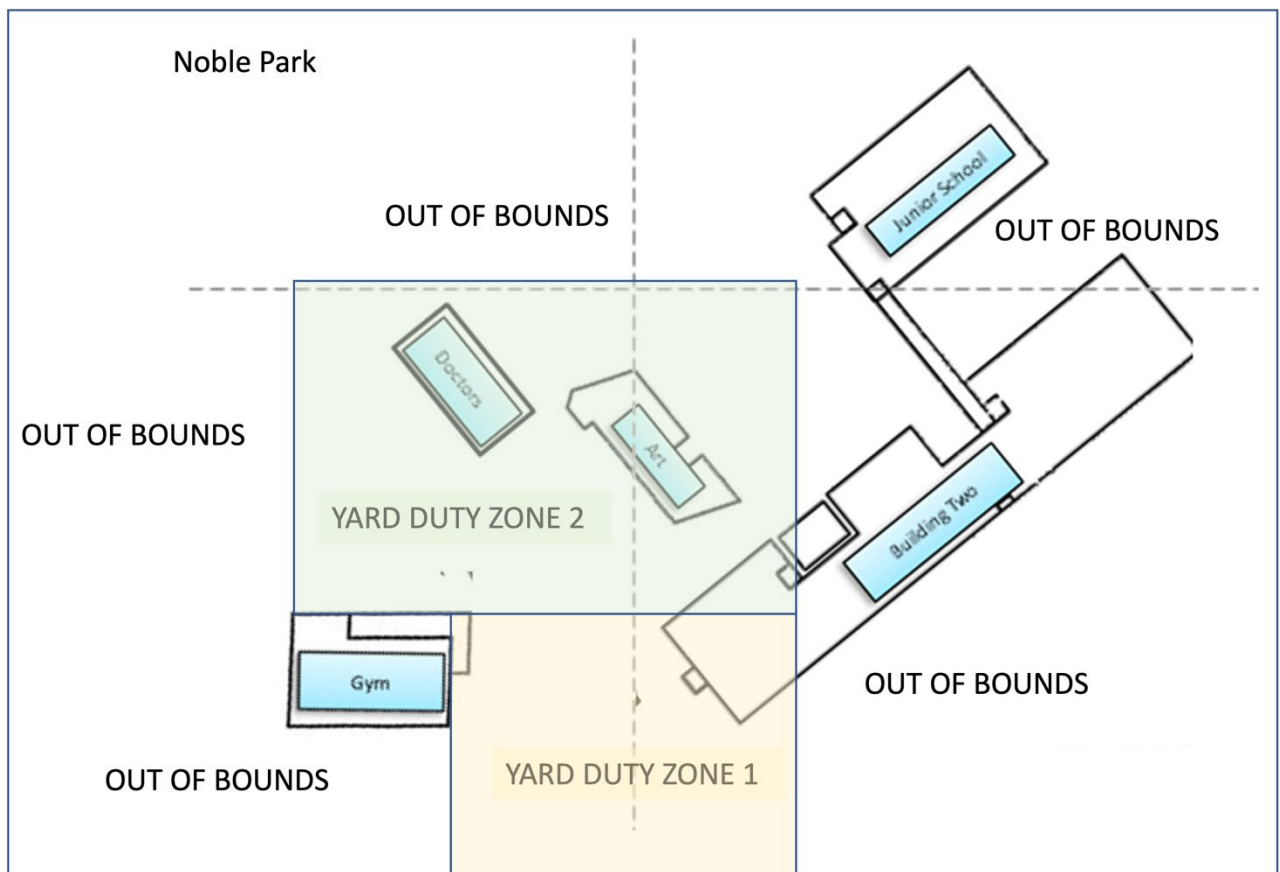 Noble Park
Junior School
OUT OF BOUNDS
OUT OF BOUNDS
Doctors
OUT OF BOUNDS
Art
YARD DUTY ZONE 2
Building Two
Gym
OUT OF BOUNDS
OUT OF BOUNDS
YARD DUTY ZONE 1